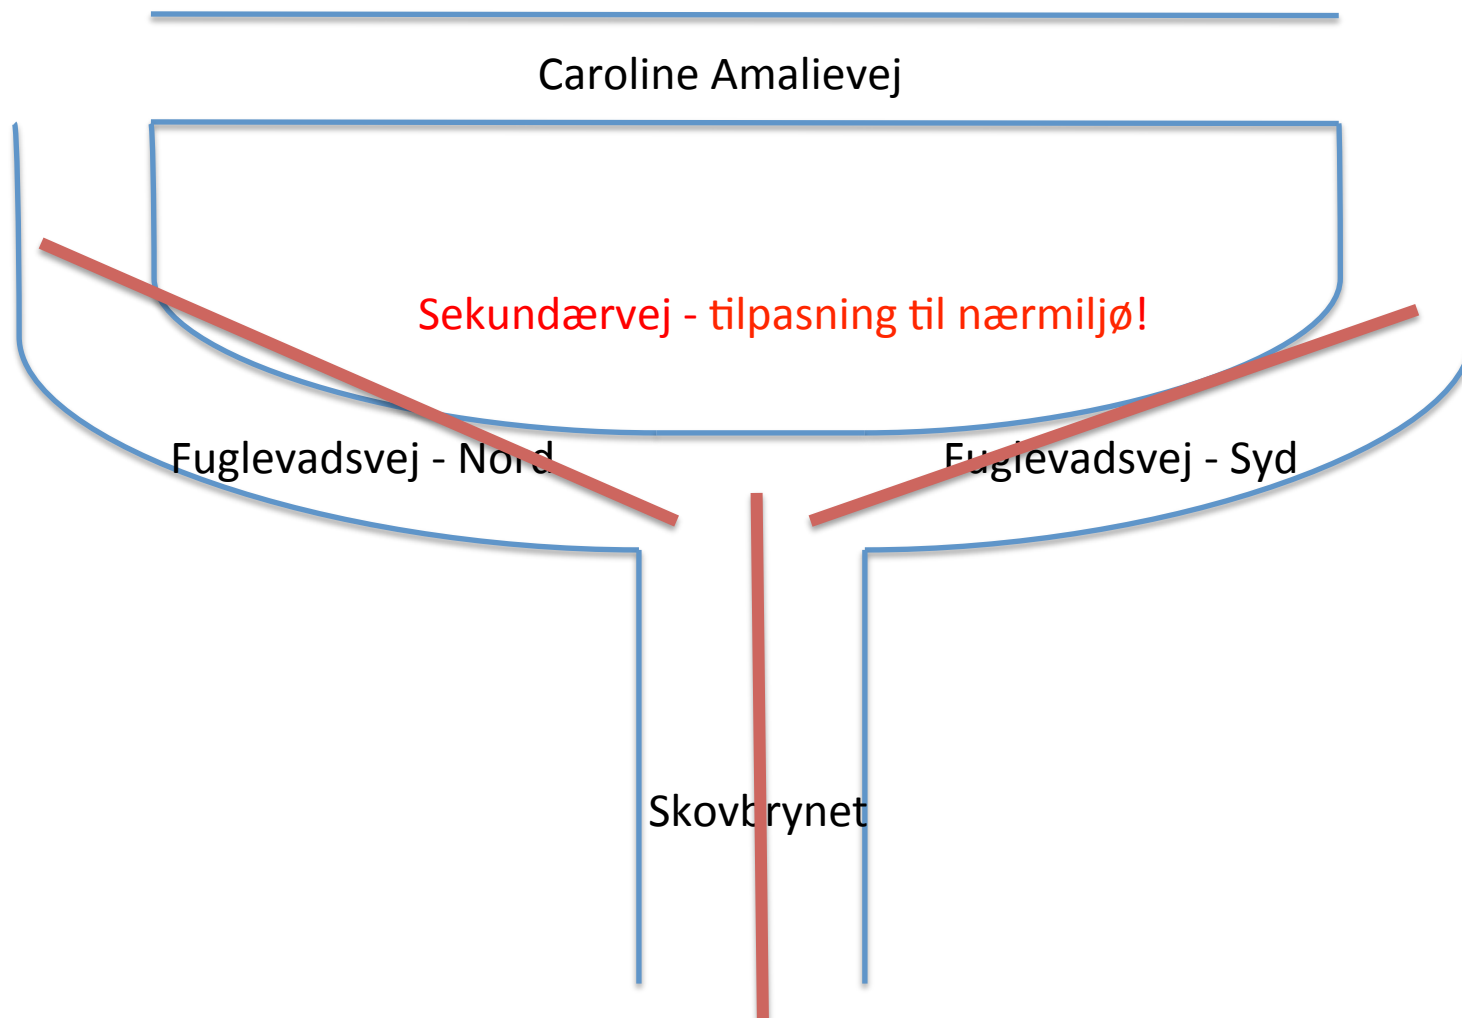 Caroline Amalievej
Sekundærvej - tilpasning til nærmiljø!
Fuglevadsvej - Nord
Fuglevadsvej - Syd
Skovbrynet